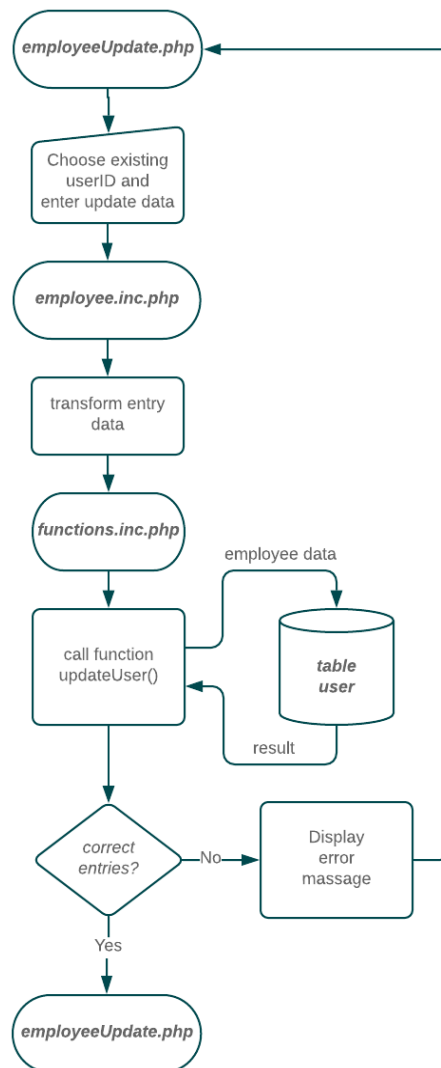 employeeUpdate.php
Choose existing
userID and
enter update data
employee.inc.php
transform entry
data
functions.inc.php
employee data
call function
updateUser()
table
user
result
correct
entries?
No
Display
error
massage
Yes
employeeUpdate.php